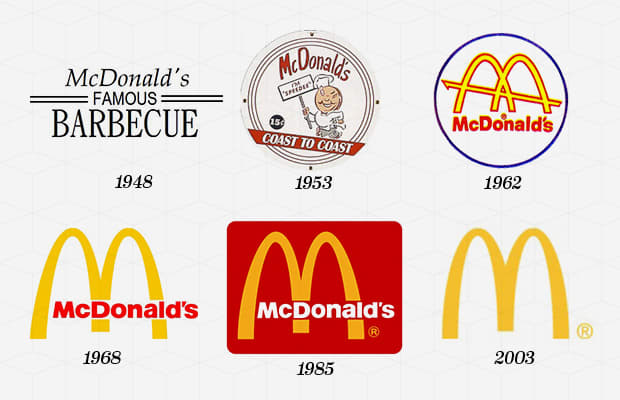 McDonald's
FAMOUS
BARBECUE
1948
McDonald's
I'M
"SPEEDEE"
15¢
COAST TO COAST
1953
McDonald's
1962
McDonald's
1968
McDonald's
®
1985
®
2003